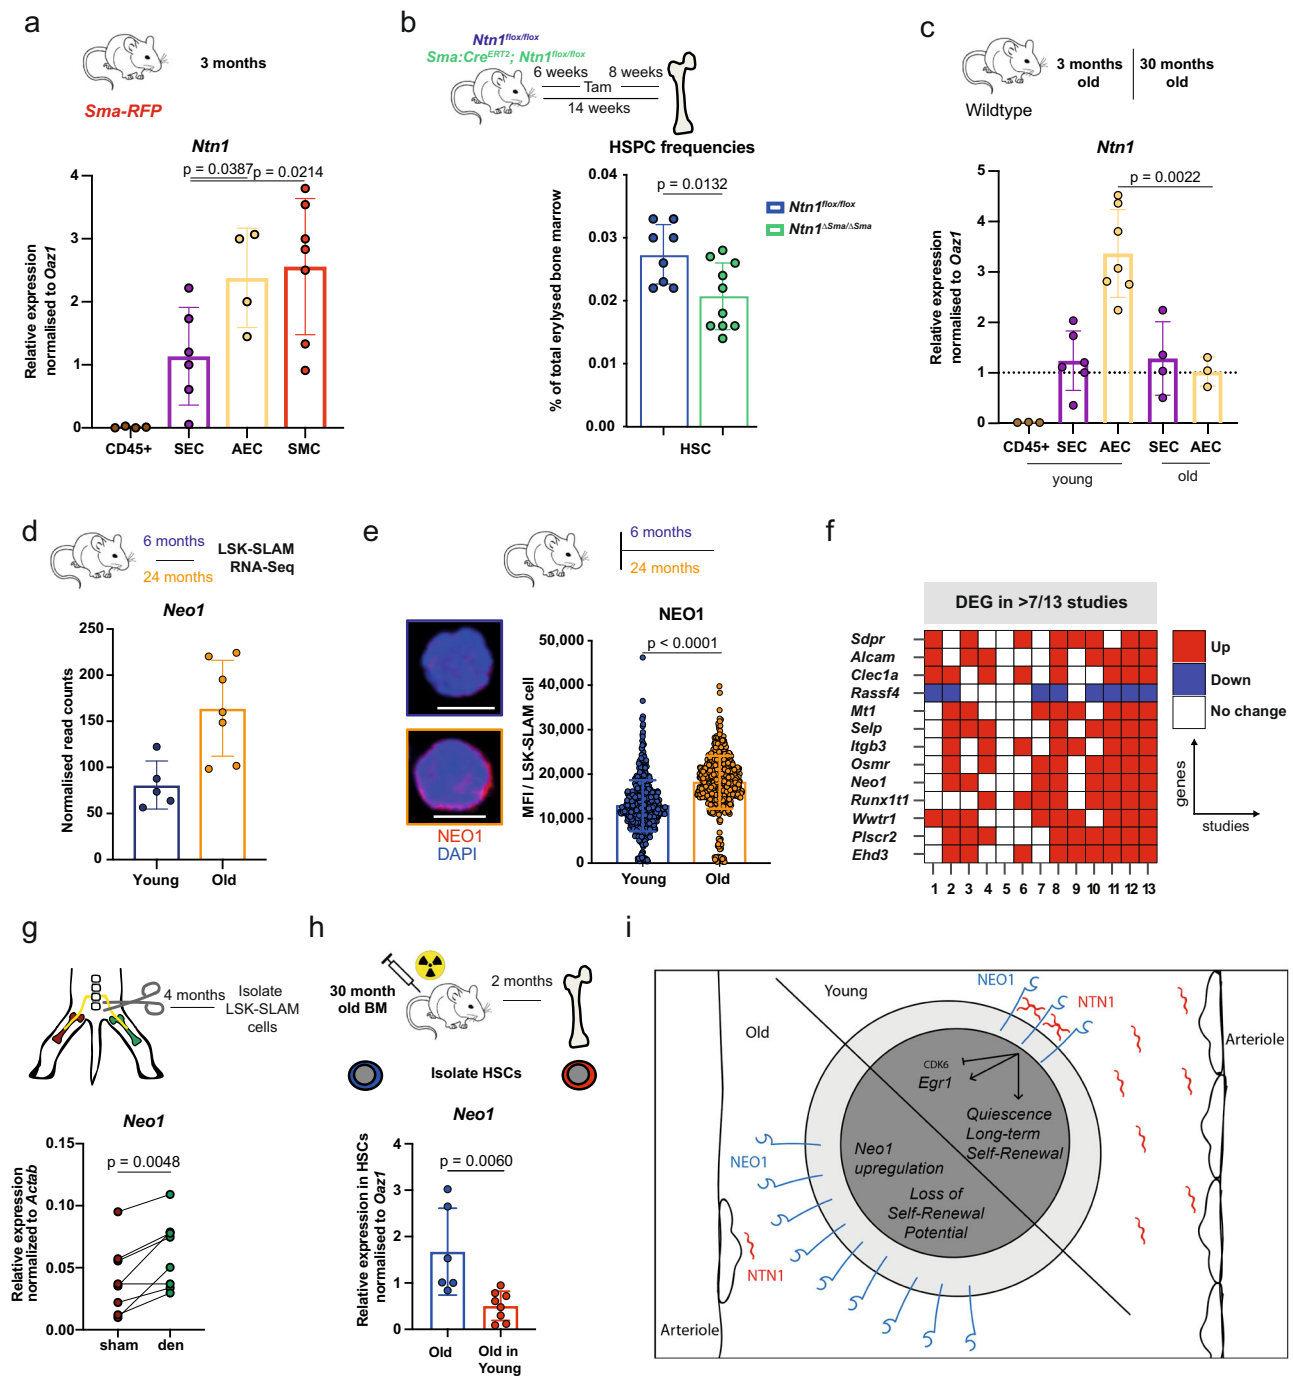 a
3 months
Sma-RFP
Ntn1
p = 0.0387
p = 0.0214
Relative expression
normalised to Oaz1
4
3
2
1
0
CD45+ SEC AEC SMC
b
Ntn1flox/flox
Sma:CreERT2; Ntn1flox/flox
6 weeks 8 weeks
Tam
14 weeks
HSPC frequencies
p = 0.0132
% of total erylysed bone marrow
0.04
0.03
0.02
0.01
0.00
HSC
Ntn1flox/flox
Ntn1ΔSma/ΔSma
c
3 months 30 months
old old
Wildtype
Ntn1
p = 0.0022
Relative expression
normalised to Oaz1
5
4
3
2
1
0
CD45+ SEC AEC SEC AEC
young old
d
6 months
24 months
LSK-SLAM
RNA-Seq
Neo1
Normalised read counts
250
200
150
100
50
0
Young Old
e
6 months
24 months
NEO1
p < 0.0001
NEO1
DAPI
MFI / LSK-SLAM cell
50,000
40,000
30,000
20,000
10,000
0
Young Old
f
DEG in >7/13 studies
Sdpr
Alcam
Clec1a
Rassf4
Mt1
Selp
Itgb3
Osmr
Neo1
Runx1t1
Wwtr1
Plscr2
Ehd3
1 2 3 4 5 6 7 8 9 10 11 12 13
Up
Down
No change
genes
studies
g
4 months
Isolate
LSK-SLAM
cells
Neo1
p = 0.0048
Relative expression
normalized to Actab
0.15
0.10
0.05
0.00
sham den
h
30 month
old BM
2 months
Isolate HSCs
Neo1
p = 0.0060
Relative expression in HSCs
normalised to Oaz1
4
3
2
1
0
Old Old in
Young
i
Young
Old
NEO1
NTN1
Arteriole
CDK6
Egr1
Quiescence
Long-term
Self-Renewal
Neo1
upregulation
NEO1
Loss of
Self-Renewal
Potential
NTN1
Arteriole